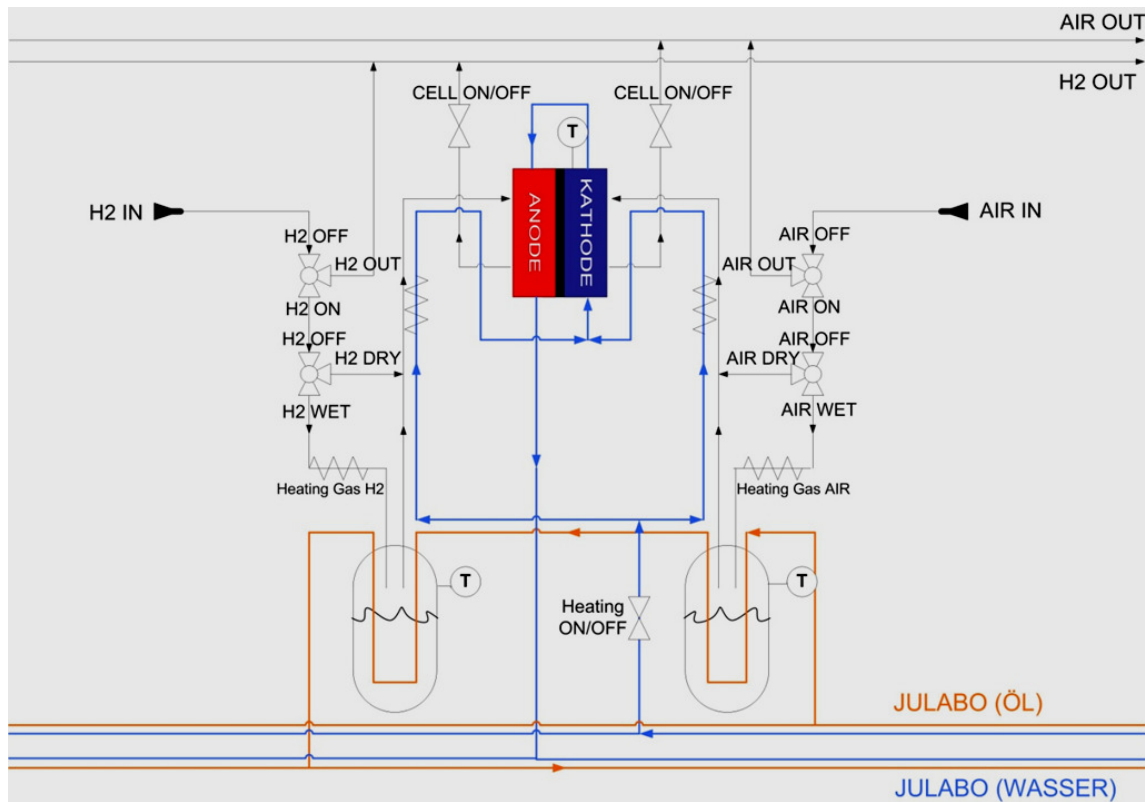 AIR OUT
H2 OUT
CELL ON/OFF
CELL ON/OFF
T
ANODE
KATHODE
H2 IN
AIR IN
H2 OFF
H2 OUT
H2 ON
H2 OFF
H2 DRY
H2 WET
Heating Gas H2
AIR OFF
AIR OUT
AIR ON
AIR OFF
AIR DRY
AIR WET
Heating Gas AIR
T
T
Heating
ON/OFF
JULABO (ÖL)
JULABO (WASSER)